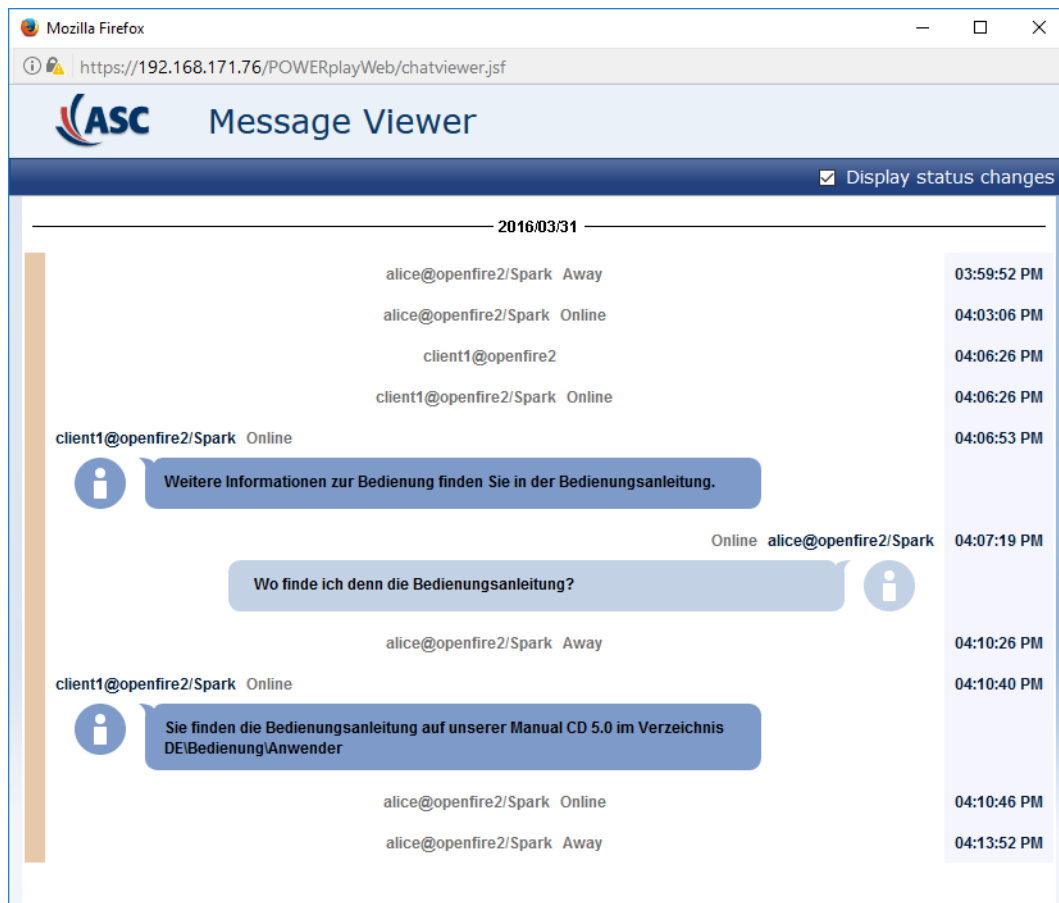 Mozilla Firefox
https://192.168.171.76/POWERplayWeb/chatviewer.jsf
ASC Message Viewer
Display status changes
2016/03/31
alice@openfire2/Spark Away 03:59:52 PM
alice@openfire2/Spark Online 04:03:06 PM
client1@openfire2 04:06:26 PM
client1@openfire2/Spark Online 04:06:26 PM
client1@openfire2/Spark Online 04:06:53 PM
Weitere Informationen zur Bedienung finden Sie in der Bedienungsanleitung.
Online alice@openfire2/Spark 04:07:19 PM
Wo finde ich denn die Bedienungsanleitung?
alice@openfire2/Spark Away 04:10:26 PM
client1@openfire2/Spark Online 04:10:40 PM
Sie finden die Bedienungsanleitung auf unserer Manual CD 5.0 im Verzeichnis
DE\Bedienung\Anwender
alice@openfire2/Spark Online 04:10:46 PM
alice@openfire2/Spark Away 04:13:52 PM